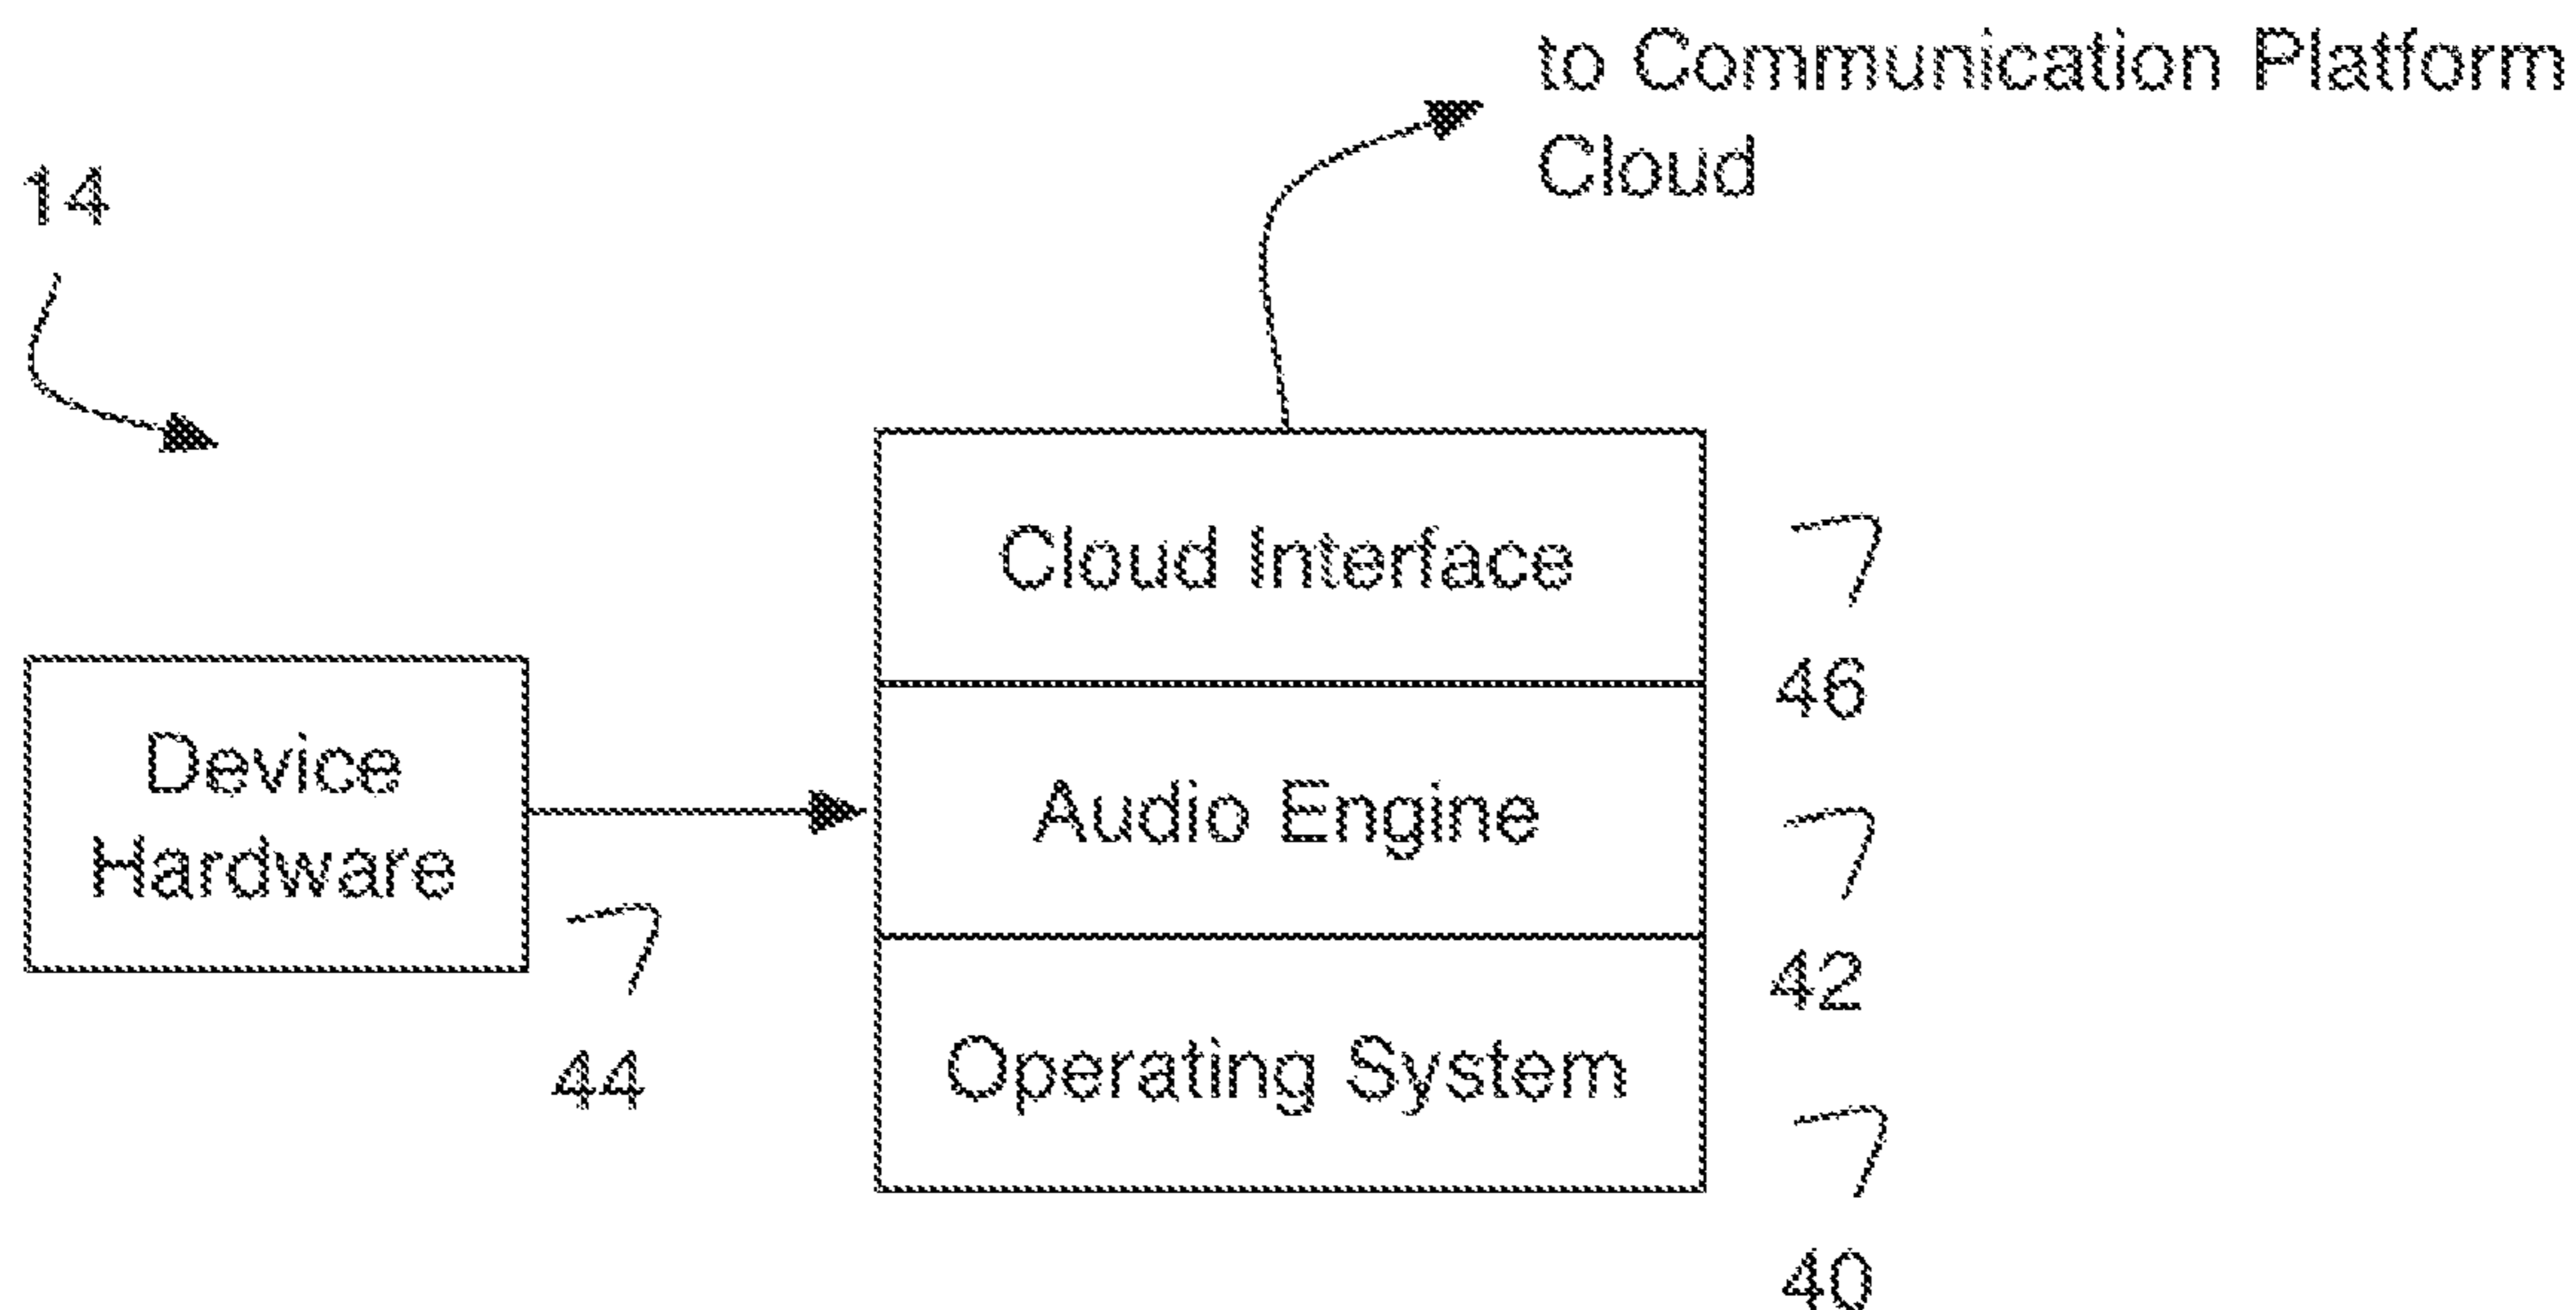 to Communication Platform
Cloud
14
Cloud Interface
46
Device
Hardware
Audio Engine
42
44
Operating System
40